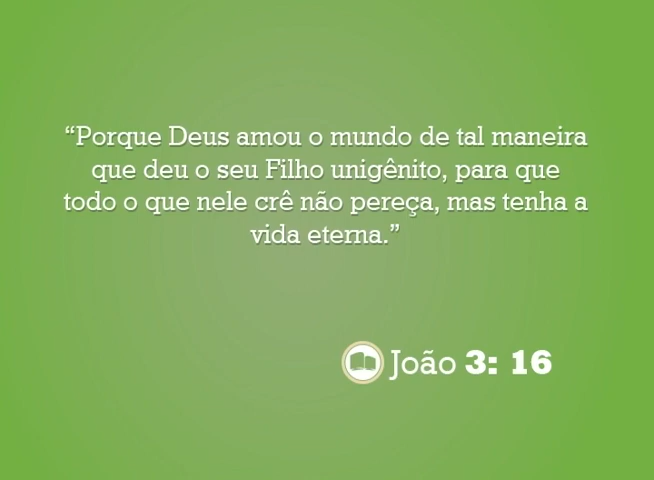 “Porque Deus amou o mundo de tal maneira
que deu o seu Filho unigênito, para que
todo o que nele crê não pereça, mas tenha a
vida eterna.”
João 3: 16